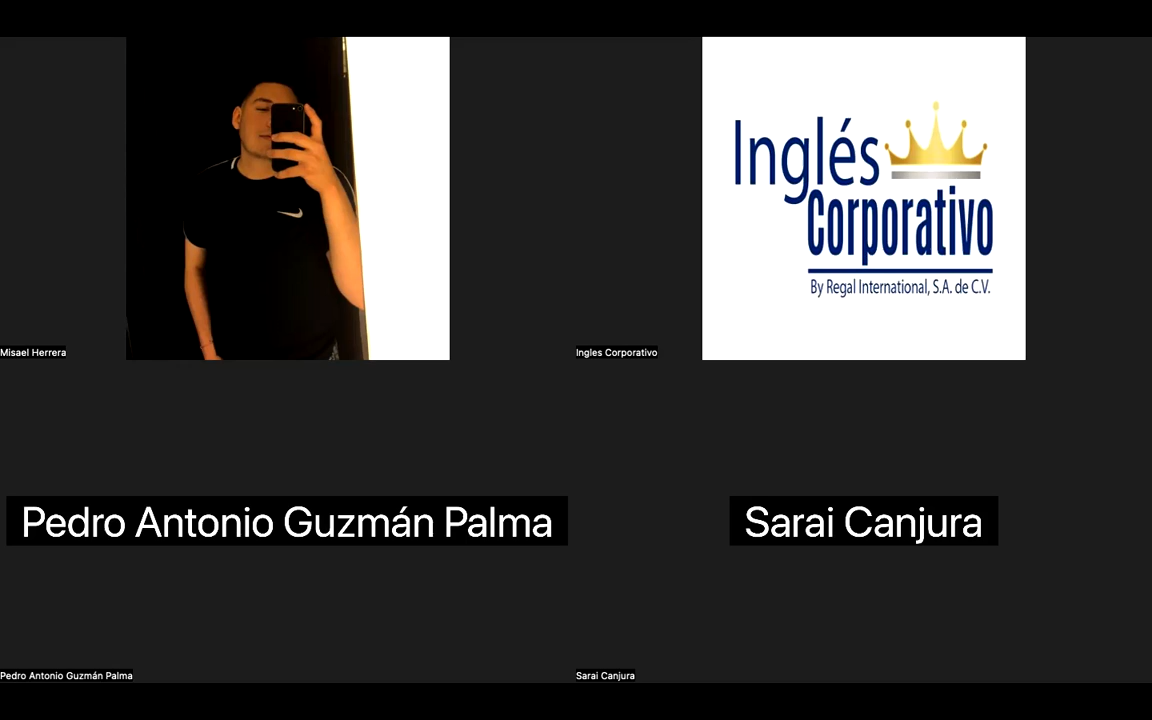 Inglés
Corporativo
By Regal International, S.A. de C.V.
Misael Herrera
Ingles Corporativo
Pedro Antonio Guzmán Palma
Sarai Canjura
Pedro Antonio Guzmán Palma
Sarai Canjura